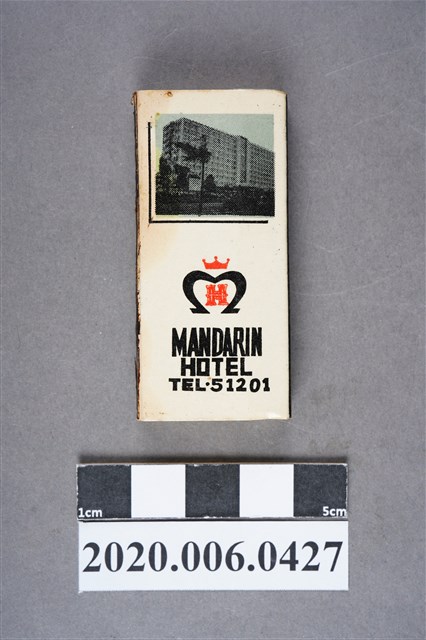 M
H
MANDARIN
HOTEL
TEL·51201
1cm 5cm
2020.006.0427